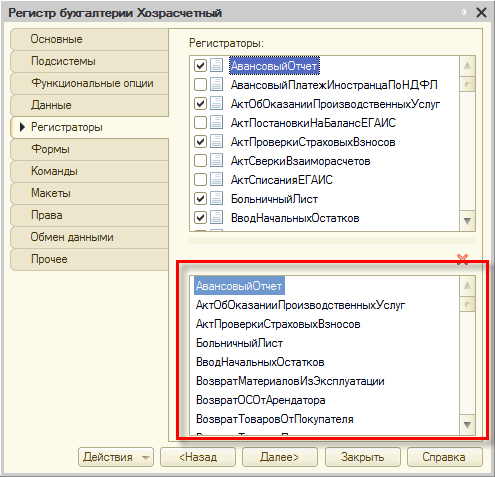 Регистр бухгалтерии Хозрасчетный
Основные
Подсистемы
Функциональные опции
Данные
Регистраторы
Формы
Команды
Макеты
Права
Обмен данными
Прочее
Регистраторы:
АвансовыйОтчет
АвансовыйПлатежИностранцаПоНДФЛ
АктОбОказанииПроизводственныхУслуг
АктПостановкиНаБалансЕГАИС
АктПроверкиСтраховыхВзносов
АктСверкиВзаиморасчетов
АктСписанияЕГАИС
БольничныйЛист
ВводНачальныхОстатков
АвансовыйОтчет
АктОбОказанииПроизводственныхУслуг
АктПроверкиСтраховыхВзносов
БольничныйЛист
ВводНачальныхОстатков
ВозвратМатериаловИзЭксплуатации
ВозвратОСОтАрендатора
ВозвратТоваровОтПокупателя
Действия
<Назад
Далее>
Закрыть
Справка